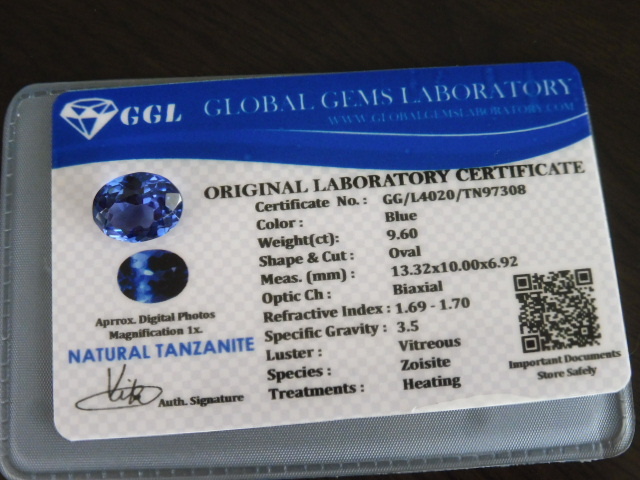 GGL GLOBAL GEMS LABORATORY
WWW.GLOBALGEMSLABORATORY.COM
ORIGINAL LABORATORY CERTIFICATE
Certificate No. : GG/L4020/TN97308
Color : Blue
Weight(ct): 9.60
Shape & Cut : Oval
Meas. (mm) : 13.32x10.00x6.92
Optic Ch : Biaxial
Refractive Index : 1.69 - 1.70
Specific Gravity : 3.5
Luster : Vitreous
Species : Zoisite
Treatments : Heating
Aprrox. Digital Photos
Magnification 1x.
NATURAL TANZANITE
Auth. Signature
Important Documents
Store Safely